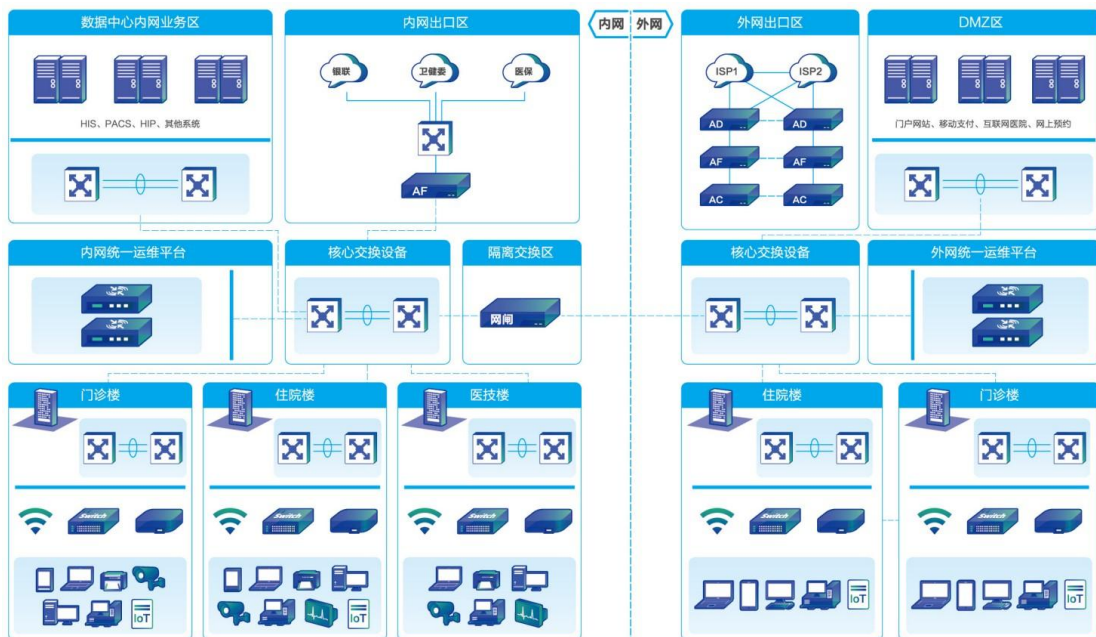 数据中心内网业务区
HIS、PACS、HIP、其他系统
内网出口区
银联
卫健委
医保
AF
内网
外网
外网出口区
ISP1
ISP2
AD
AD
AF
AF
AC
AC
DMZ区
门户网站、移动支付、互联网医院、网上预约
内网统一运维平台
核心交换设备
隔离交换区
网闸
核心交换设备
外网统一运维平台
门诊楼
Switch
IoT
住院楼
Switch
IoT
医技楼
Switch
住院楼
Switch
IoT
门诊楼
Switch
IoT